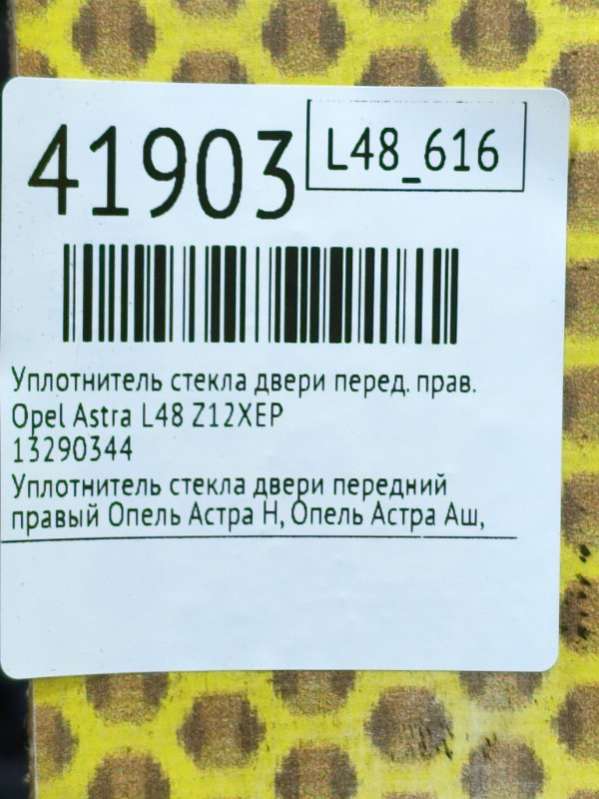 41903
L48_616
Уплотнитель стекла двери перед. прав.
Opel Astra L48 Z12XEP
13290344
Уплотнитель стекла двери передний
правый Опель Астра Н, Опель Астра Аш,